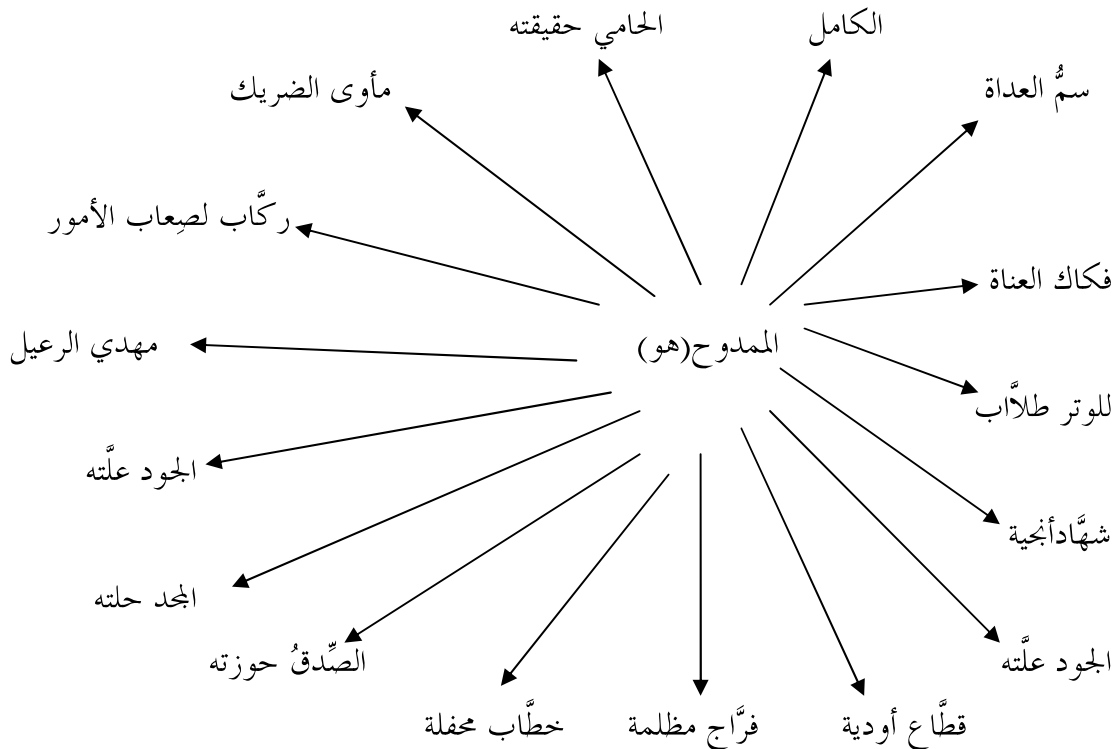 الكامل
الحامي حقيقته
سمُّ العداة
مأوى الضريك
ركَّاب لصِعاب الأمور
فكاك العناة
الممدوح(هو)
مهدي الرعيل
للوتر طلاَّاب
الجود علَّته
شهَّادأنجية
المجد حلته
الجود علَّته
الصِّدقُ حوزته
قطَّاع أودية
فرَّاج مظلمة
خطَّاب محفلة